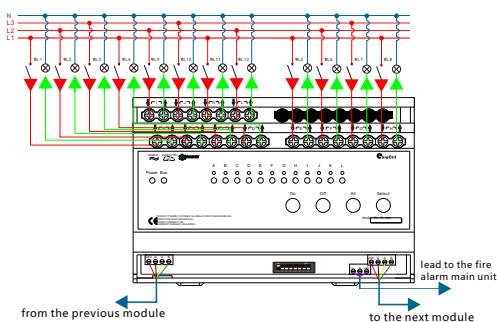 N
L3
L2
L1
BL1 BL2 BL3 BL4 BL9 BL10 BL11 BL12 BL5 BL6 BL7 BL8
Power Bus
A B C D E F G H I J K L
On Off All Select
lead to the fire
alarm main unit
from the previous module
to the next module